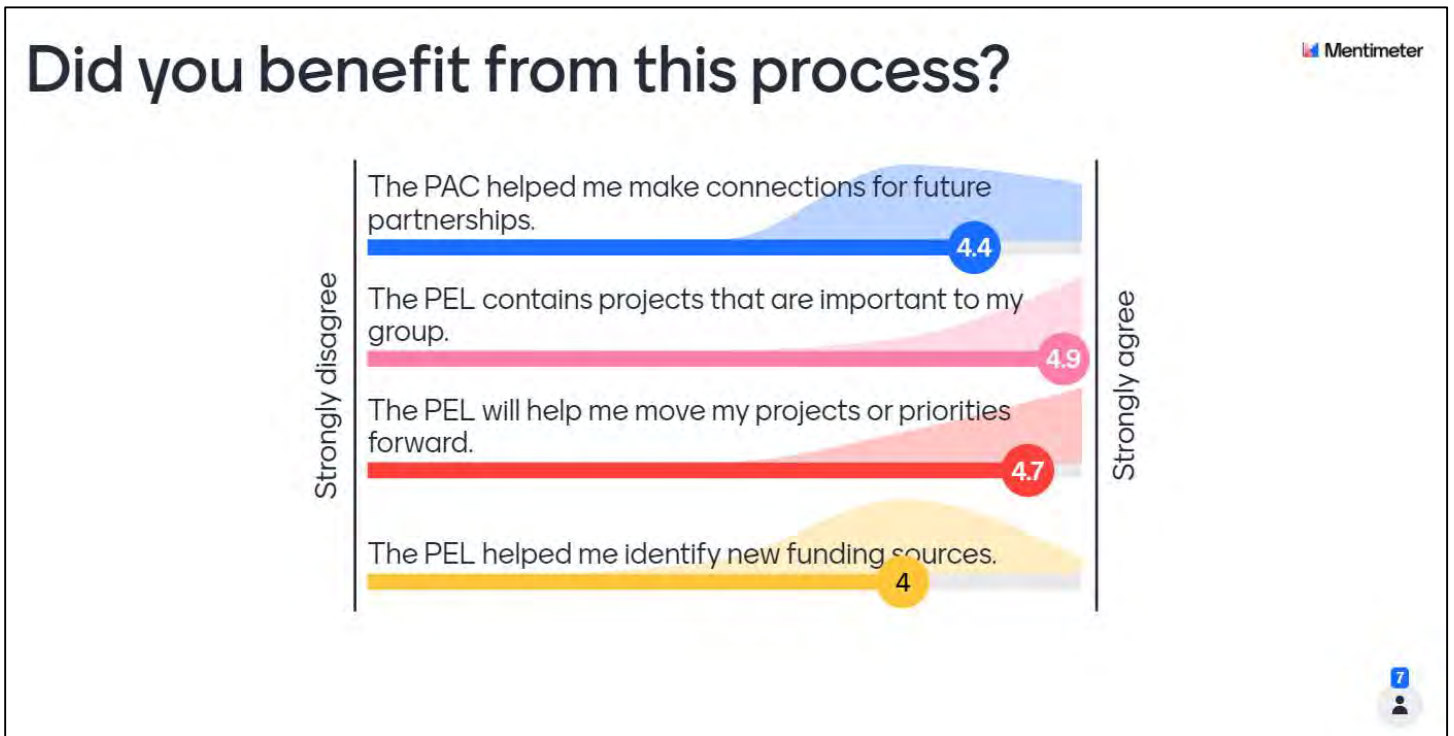 Did you benefit from this process?
Mentimeter
The PAC helped me make connections for future
partnerships.
4.4
The PEL contains projects that are important to my
group.
4.9
The PEL will help me move my projects or priorities
forward.
4.7
The PEL helped me identify new funding sources.
4
Strongly disagree
Strongly agree
7